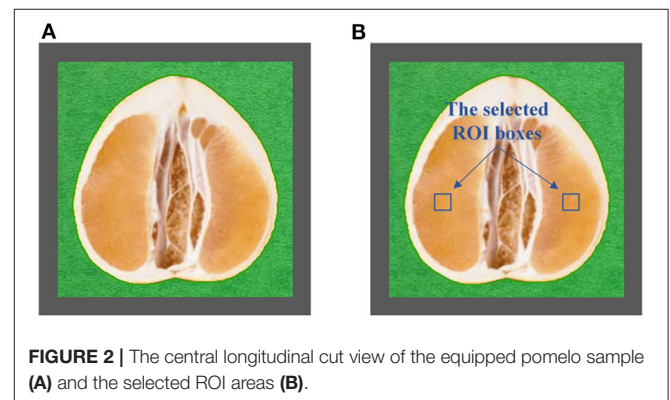 A
B
The selected
ROI boxes
FIGURE 2 | The central longitudinal cut view of the equipped pomelo sample
(A) and the selected ROI areas (B).